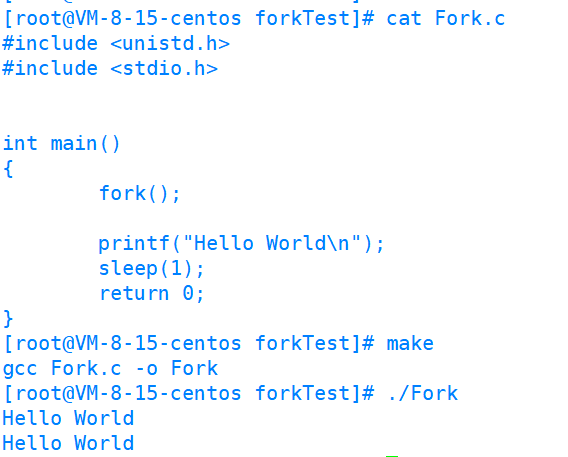 [root@VM-8-15-centos forkTest]# cat Fork.c
#include <unistd.h>
#include <stdio.h>
int main()
{
        fork();
        printf("Hello World\n");
        sleep(1);
        return 0;
}
[root@VM-8-15-centos forkTest]# make
gcc Fork.c -o Fork
[root@VM-8-15-centos forkTest]# ./Fork
Hello World
Hello World